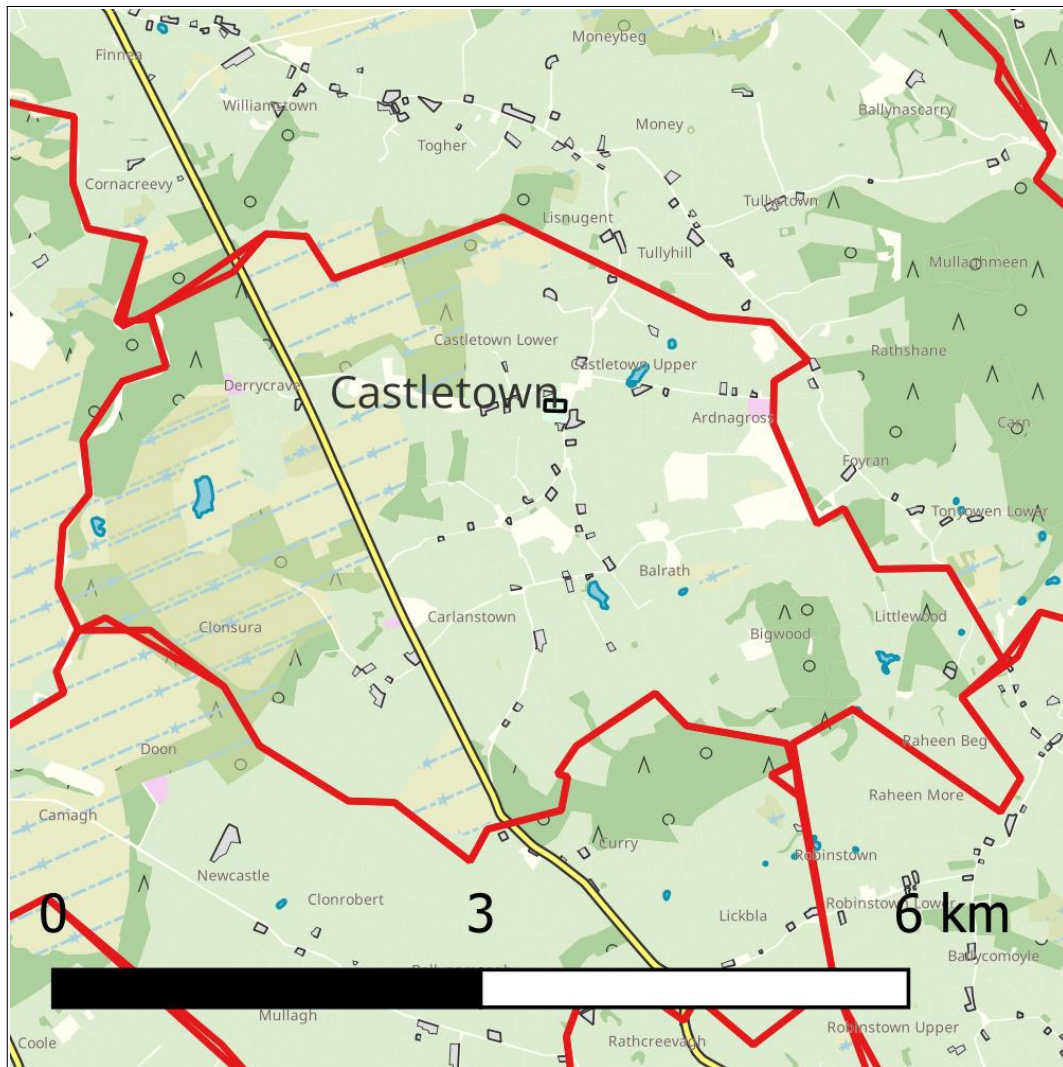 Moneybeg
Finnea
Williamstown
Ballynascarry
Money
Togher
Cornacreevy
Tullystown
Lisnugent
Tullyhill
Mullaghmeen
Castletown Lower
Rathshane
Castletown Upper
Derrycrave
Castletown
Ardnagross
Carn
Foyran
Tonyowen Lower
Balrath
Carlanstown
Littlewood
Clonsura
Bigwood
Doon
Raheen Beg
Raheen More
Camagh
Curry
Robinstown
Newcastle
Clonrobert
Robinstown Lower
Lickbla
0 3 6 km
Ballycomoyle
Mullagh
Robinstown Upper
Coole
Rathcreevagh